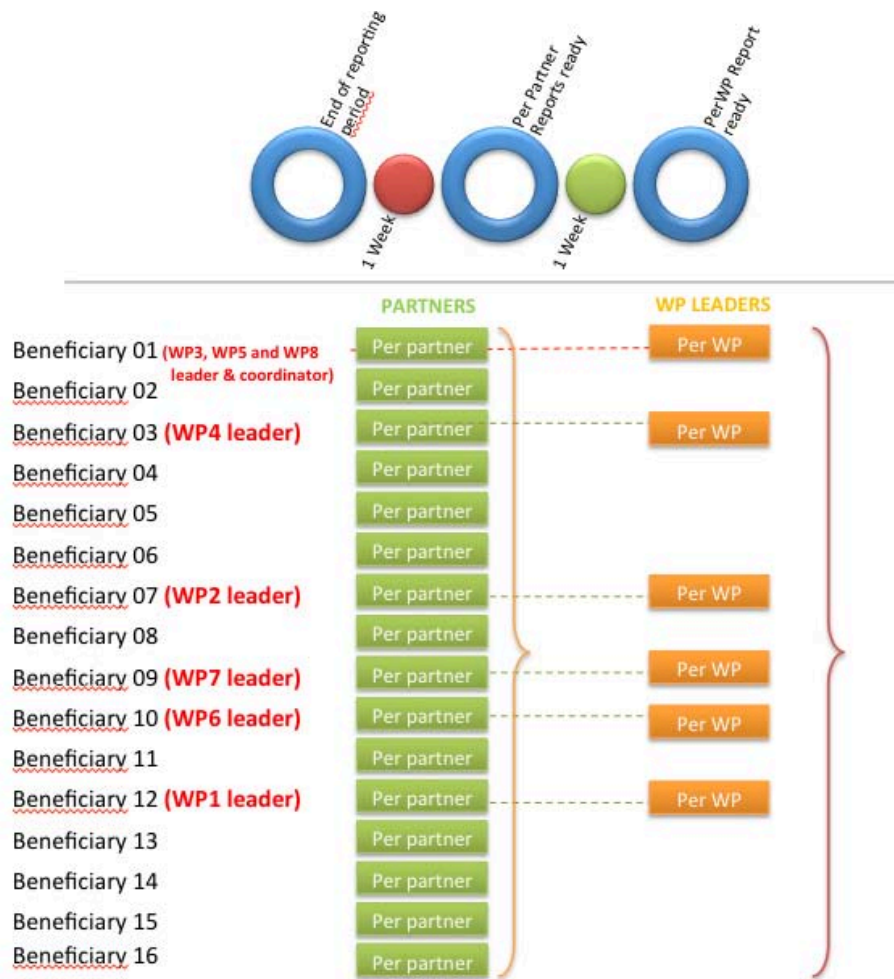 End of reporting
period
1 Week
Per Partner
Reports ready
1 Week
PerWP Report
ready
PARTNERS
WP LEADERS
Beneficiary 01 (WP3, WP5 and WP8
leader & coordinator)
Per partner
Per WP
Beneficiary 02
Per partner
Beneficiary 03 (WP4 leader)
Per partner
Per WP
Beneficiary 04
Per partner
Beneficiary 05
Per partner
Beneficiary 06
Per partner
Beneficiary 07 (WP2 leader)
Per partner
Per WP
Beneficiary 08
Per partner
Beneficiary 09 (WP7 leader)
Per partner
Per WP
Beneficiary 10 (WP6 leader)
Per partner
Per WP
Beneficiary 11
Per partner
Beneficiary 12 (WP1 leader)
Per partner
Per WP
Beneficiary 13
Per partner
Beneficiary 14
Per partner
Beneficiary 15
Per partner
Beneficiary 16
Per partner